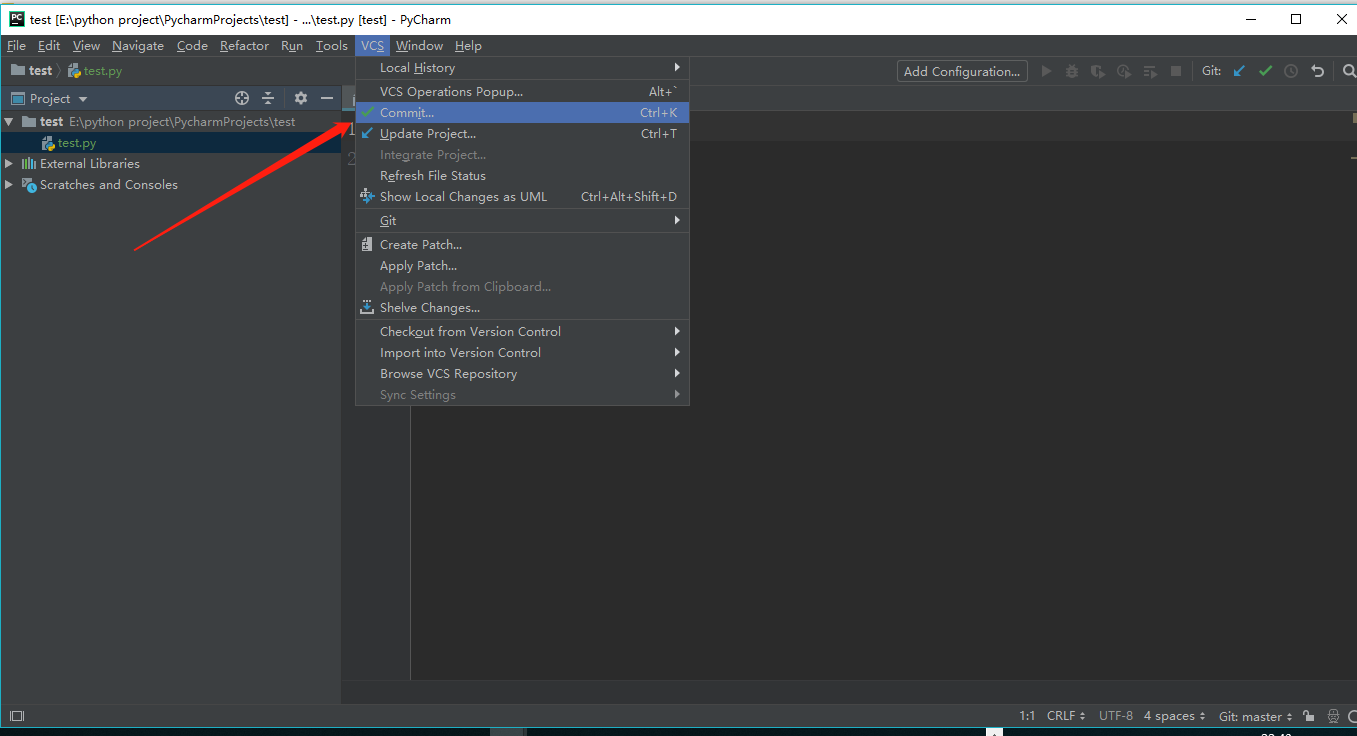 PC test [E:\python project\PycharmProjects\test] - ...\test.py [test] - PyCharm
File Edit View Navigate Code Refactor Run Tools VCS Window Help
test test.py Add Configuration... Git:
Project
test E:\python project\PycharmProjects\test
test.py
External Libraries
Scratches and Consoles
1
2
Local History
VCS Operations Popup... Alt+`
Commit... Ctrl+K
Update Project... Ctrl+T
Integrate Project...
Refresh File Status
Show Local Changes as UML Ctrl+Alt+Shift+D
Git
Create Patch...
Apply Patch...
Apply Patch from Clipboard...
Shelve Changes...
Checkout from Version Control
Import into Version Control
Browse VCS Repository
Sync Settings
1:1 CRLF UTF-8 4 spaces Git: master